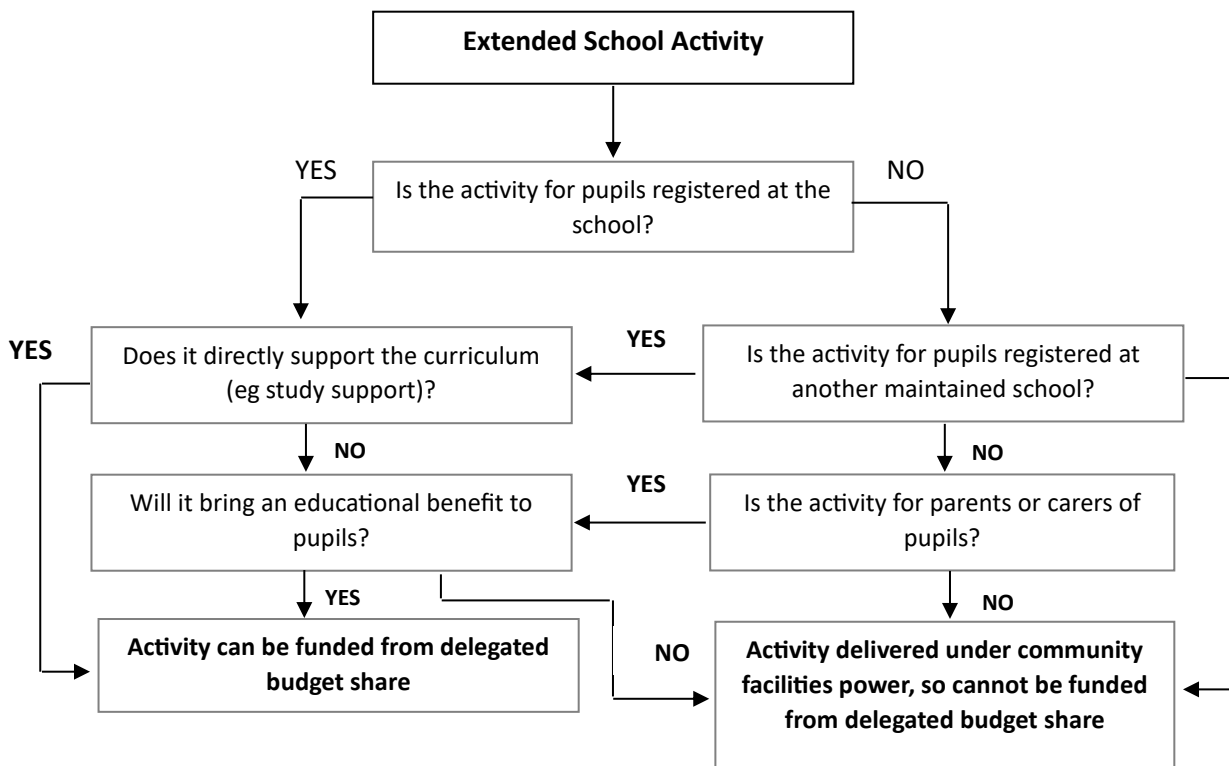 Extended School Activity
YES
NO
Is the activity for pupils registered at the
school?
YES
Does it directly support the curriculum
(eg study support)?
YES
Is the activity for pupils registered at
another maintained school?
NO
NO
Will it bring an educational benefit to
pupils?
YES
Is the activity for parents or carers of
pupils?
YES
NO
Activity can be funded from delegated
budget share
NO
Activity delivered under community
facilities power, so cannot be funded
from delegated budget share